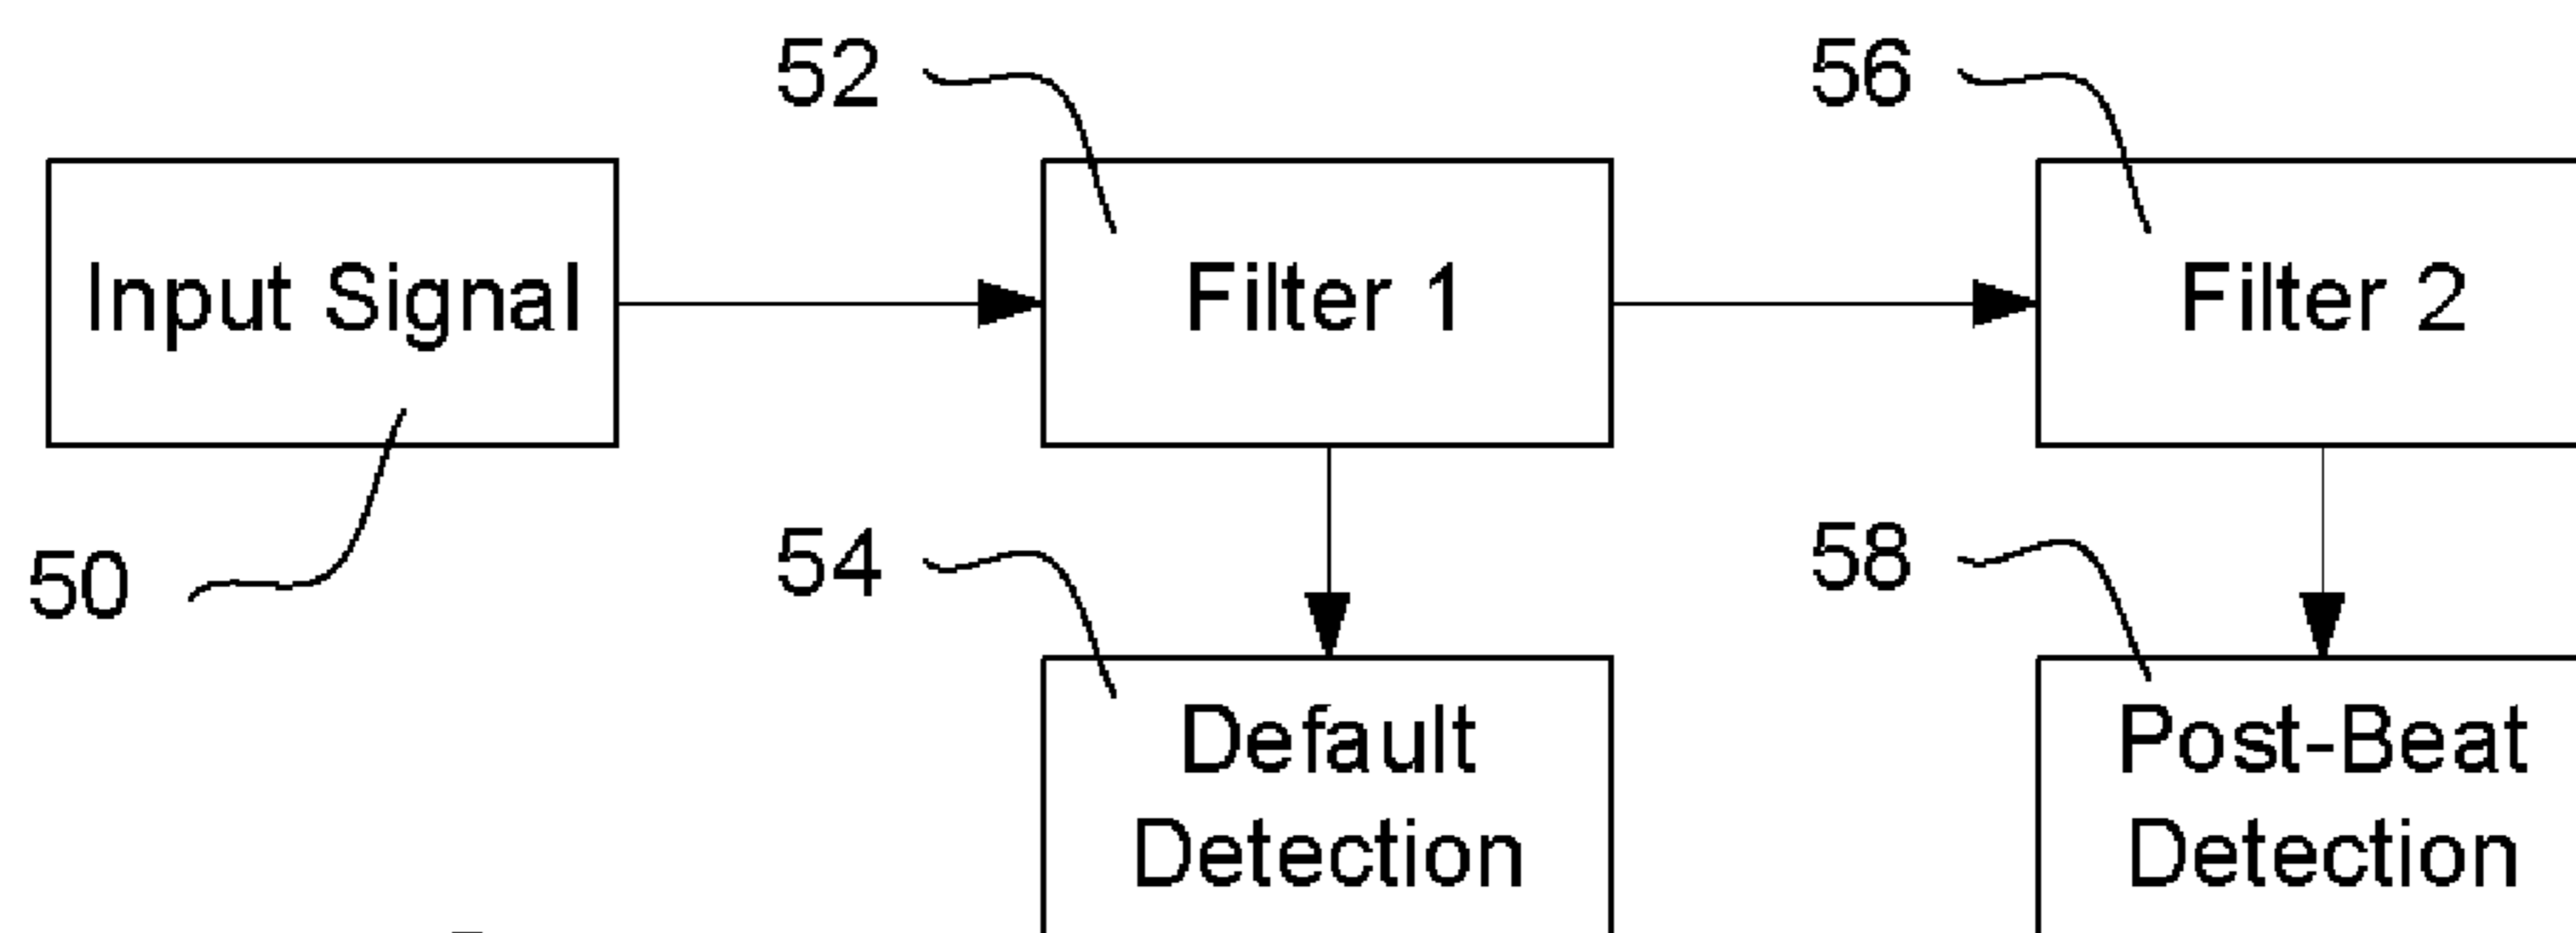 52
56
Input Signal
Filter 1
Filter 2
50
54
58
Default
Detection
Post-Beat
Detection